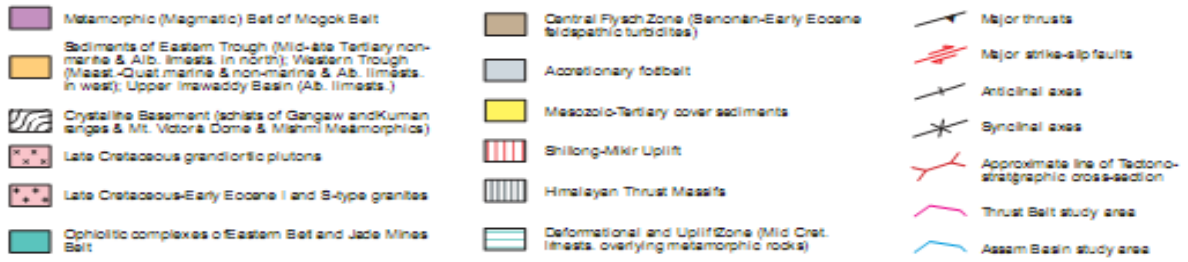 Metamorphic (Magmatic) Belt of Mogok Belt
Sediments of Eastern Trough (Mid-late Tertiary non-
marine & Alb. limests. in north); Western Trough
(Maast.-Quat.marine & non-marine & Ab. limests.
in west); Upper Irrawaddy Basin (Ab. limests.)
Crystalline Basement (schists of Gangaw and Kuman
ranges & Mt. Victoria Dome & Mishmi Meamorphics)
Late Cretaceous grandiortic plutons
Late Cretaceous-Early Eocene I and S-type granites
Ophiolitic complexes of Eastern Belt and Jade Mines
Belt
Central Flysch Zone (Senonian-Early Eocene
feldspathic turbidites)
Accretionary foldbelt
Mesozoic-Tertiary cover sediments
Shillong-Mikir Uplift
Himalayan Thrust Massifs
Deformational and Uplift Zone (Mid Cret.
limests. overlying metamorphic rocks)
Major thrusts
Major strike-slip faults
Anticlinal axes
Synclinal axes
Approximate line of Tectono-
stratgraphic cross-section
Thrust Belt study area
Assam Basin study area